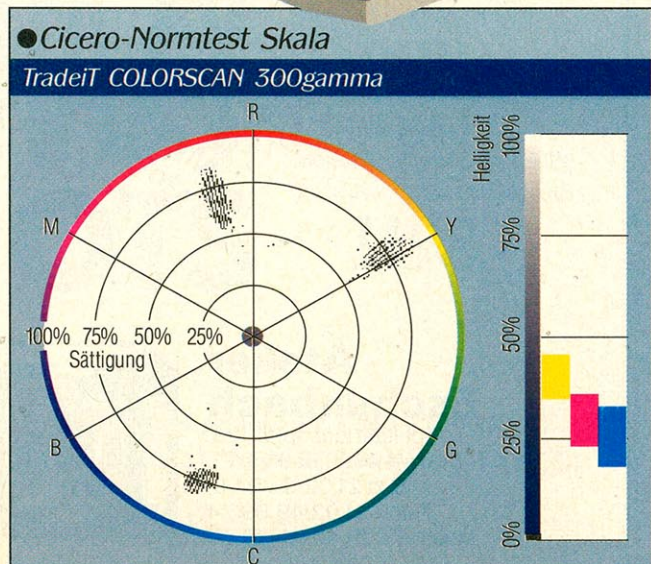 Cicero-Normtest Skala
TradeiT COLORSCAN 300gamma
R
M
Y
100% 75% 50% 25%
Sättigung
B
G
C
Helligkeit
100%
75%
50%
25%
0%